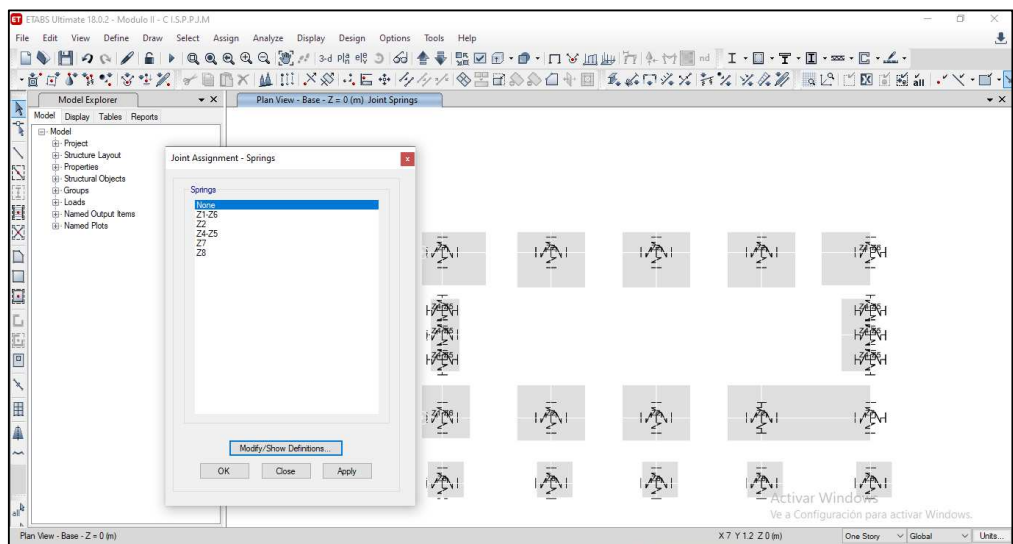 ETABS Ultimate 18.0.2 - Modulo II - C I.S.P.P.J.M
File Edit View Define Draw Select Assign Analyze Display Design Options Tools Help
3-d nd
all
Model Explorer
Plan View - Base - Z = 0 (m) Joint Springs
Model Display Tables Reports
Model
Project
Structure Layout
Properties
Structural Objects
Groups
Loads
Named Output Items
Named Plots
Joint Assignment - Springs
Springs
None
Z1-Z6
Z2
Z4-Z5
Z7
Z8
Modify/Show Definitions...
OK Close Apply
all
Activar Windows
Ve a Configuración para activar Windows.
Plan View - Base - Z = 0 (m)
X 7 Y 1.2 Z 0 (m)
One Story
Global
Units...